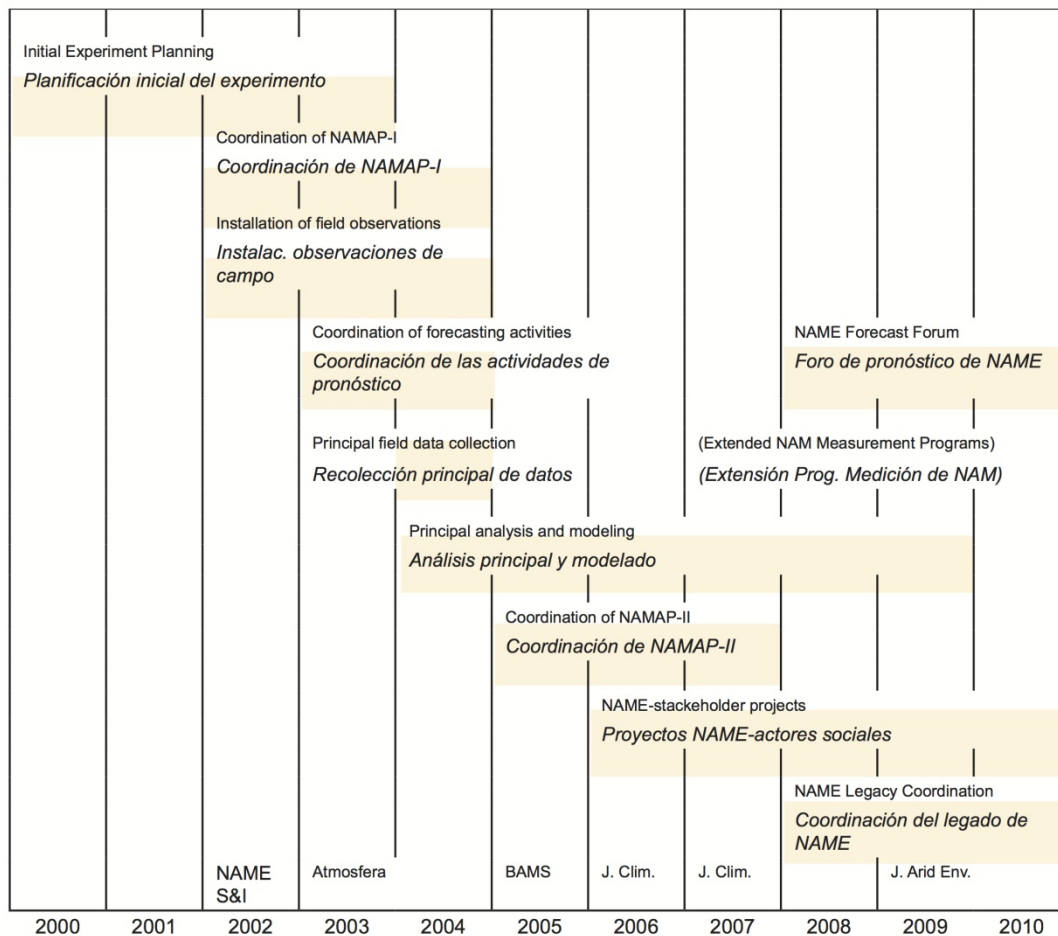 Initial Experiment Planning
Planificación inicial del experimento
Coordination of NAMAP-I
Coordinación de NAMAP-I
Installation of field observations
Instalac. observaciones de
campo
Coordination of forecasting activities
Coordinación de las actividades de
pronóstico
NAME Forecast Forum
Foro de pronóstico de NAME
Principal field data collection
Recolección principal de datos
(Extended NAM Measurement Programs)
(Extensión Prog. Medición de NAM)
Principal analysis and modeling
Análisis principal y modelado
Coordination of NAMAP-II
Coordinación de NAMAP-II
NAME-stackeholder projects
Proyectos NAME-actores sociales
NAME Legacy Coordination
Coordinación del legado de
NAME
NAME
S&I
Atmosfera
BAMS
J. Clim.
J. Clim.
J. Arid Env.
2000 2001 2002 2003 2004 2005 2006 2007 2008 2009 2010